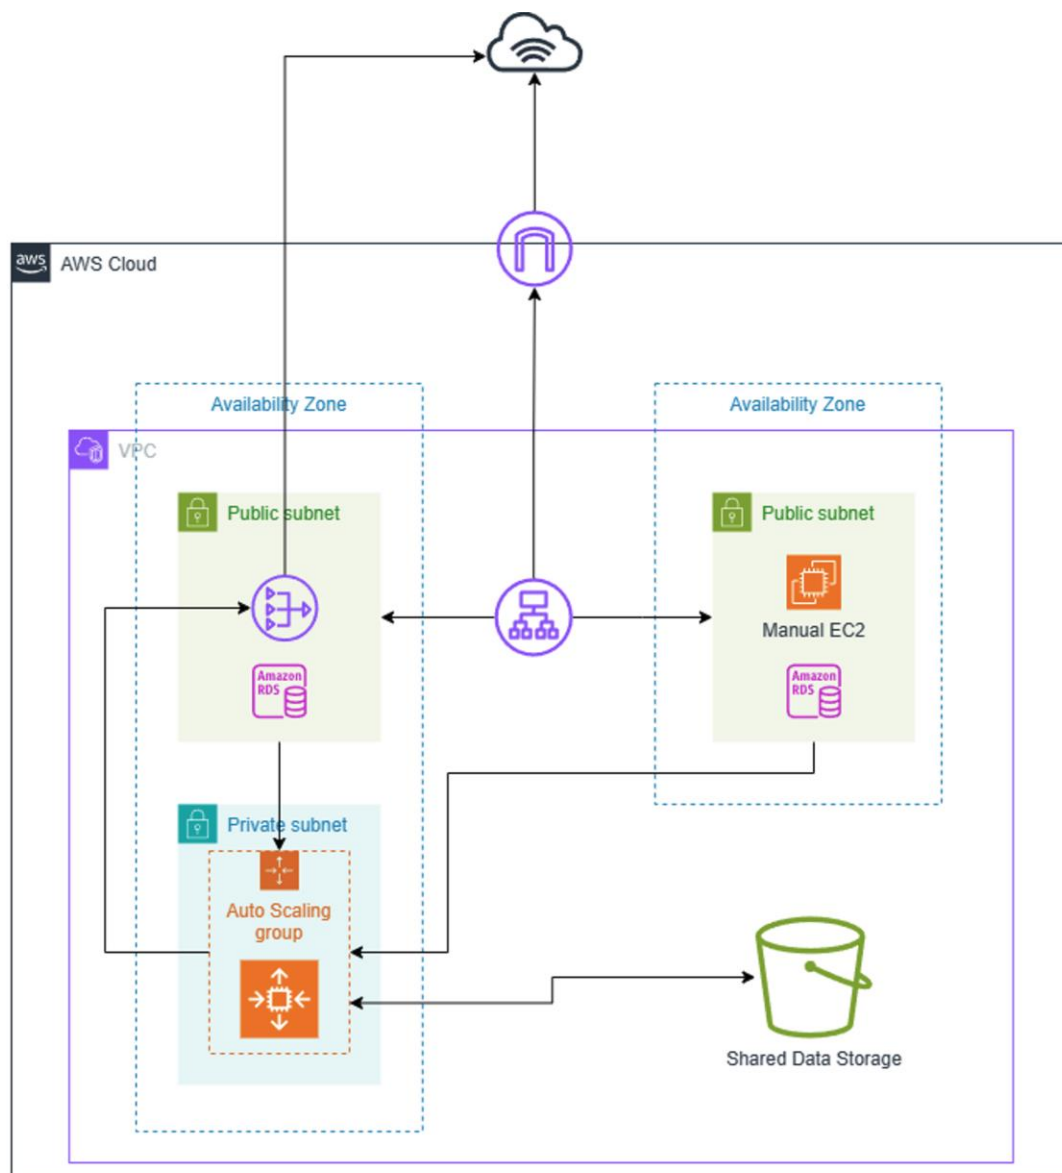 aws
AWS Cloud
Availability Zone
Availability Zone
VPC
Public subnet
Public subnet
Manual EC2
Amazon
RDS
Amazon
RDS
Private subnet
Auto Scaling
group
Shared Data Storage